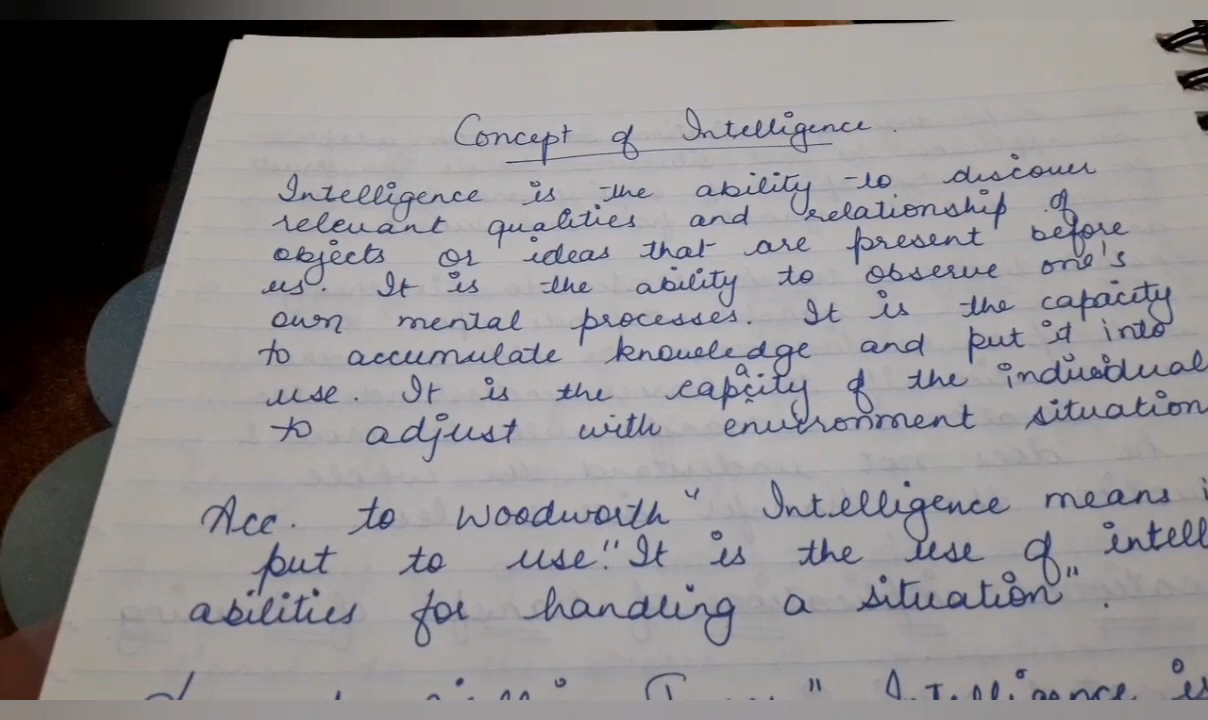 Concept of Intelligence.
Intelligence is the ability to discover
relevant qualities and relationship of
objects or ideas that are present before
us. It is the ability to observe one's
own mental processes. It is the capacity
to accumulate knowledge and put it into
use. It is the capacity of the individual
to adjust with environment situation
Acc. to Woodworth " Intelligence means
put to use." It is the use of intell
abilities for handling a situation".
" Intelligence is